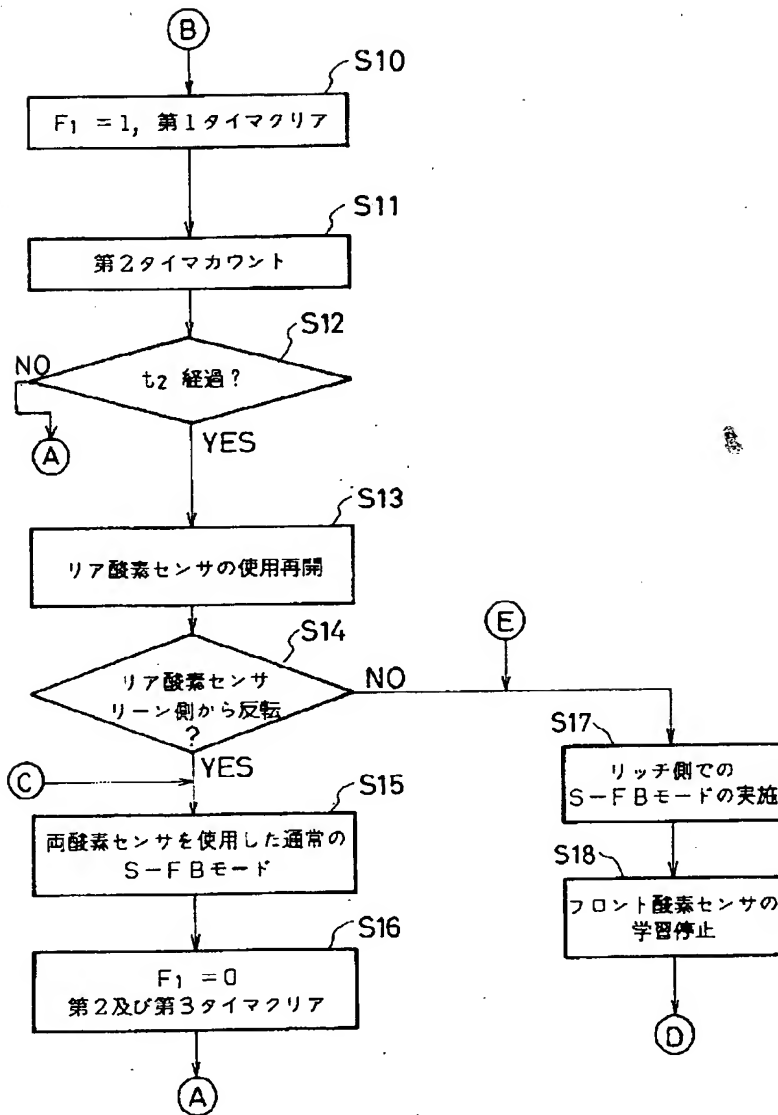 B
S10
F₁ =1, 第1タイマクリア
S11
第2タイマカウント
S12
NO
t₂ 経過?
A
YES
S13
リア酸素センサの使用再開
S14
E
リア酸素センサ
リーン側から反転
?
NO
YES
C
S17
リッチ側での
S-FBモードの実施
S15
両酸素センサを使用した通常の
S-FBモード
S18
フロント酸素センサの
学習停止
S16
F₁ =0
第2及び第3タイマクリア
D
A